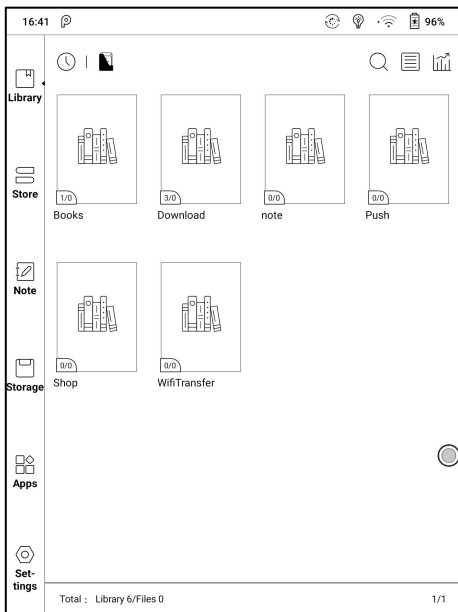 16:41
96%
Library
Store
Note
Storage
Apps
Set-
tings
1/0
3/0
0/0
0/0
Books
Download
note
Push
0/0
0/0
Shop
WifiTransfer
Total： Library 6/Files 0
1/1